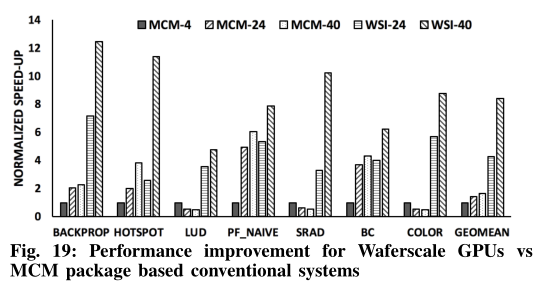 MCM-4 MCM-24 MCM-40 WSI-24 WSI-40
14
12
10
8
6
4
2
0
NORMALIZED SPEED-UP
BACKPROP HOTSPOT LUD PF_NAIVE SRAD BC COLOR GEOMEAN
Fig. 19: Performance improvement for Waferscale GPUs vs
MCM package based conventional systems